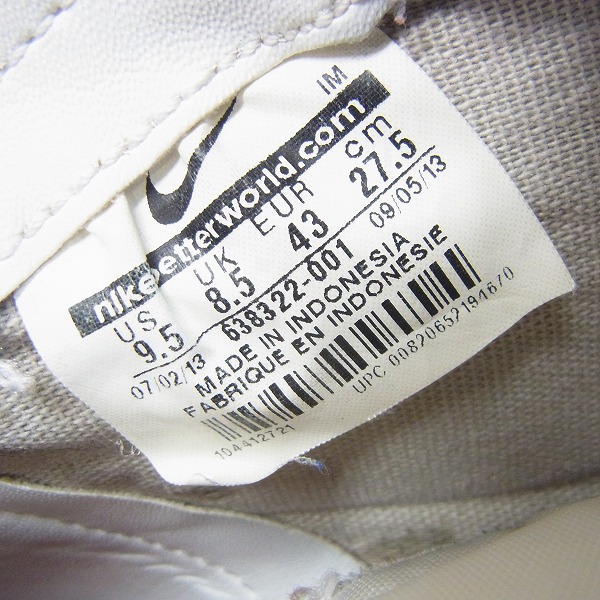 IM
nikebetterworld.com
US UK EUR cm
9.5 8.5 43 27.5
07/02/13 638322-001 09/05/13
MADE IN INDONESIA
FABRIQUE EN INDONESIE
UPC 00820652194670
104412721